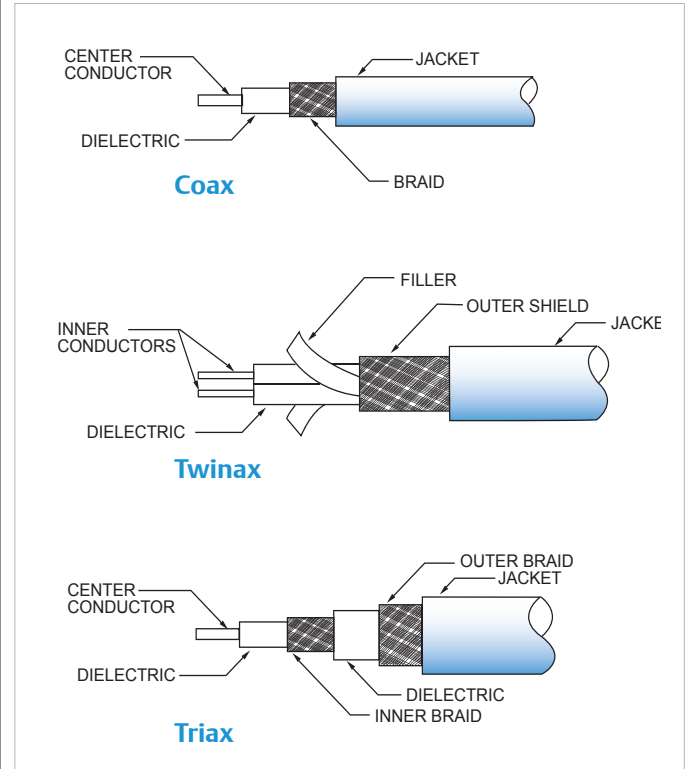 CENTER
CONDUCTOR
JACKET
DIELECTRIC
BRAID
Coax
FILLER
OUTER SHIELD
JACKE
INNER
CONDUCTORS
DIELECTRIC
Twinax
OUTER BRAID
JACKET
CENTER
CONDUCTOR
DIELECTRIC
DIELECTRIC
INNER BRAID
Triax